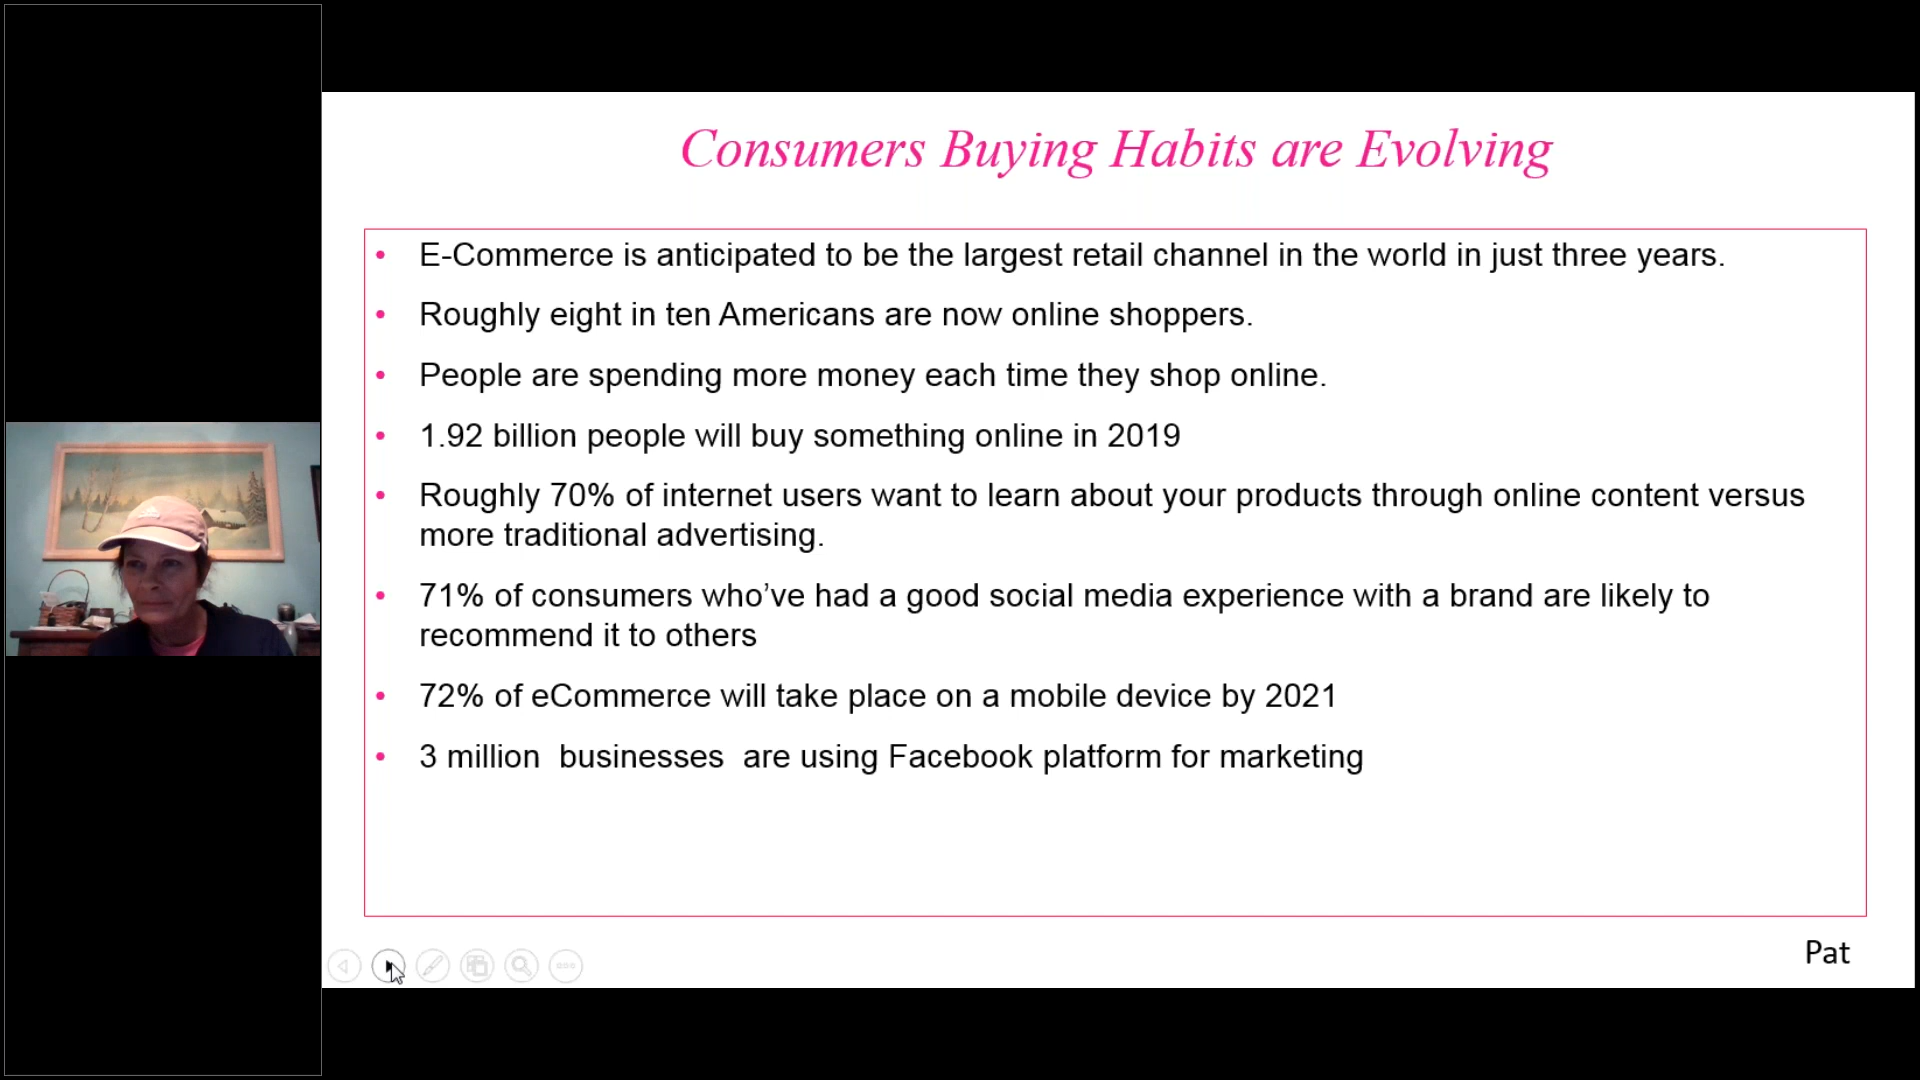 Consumers Buying Habits are Evolving
• E-Commerce is anticipated to be the largest retail channel in the world in just three years.
• Roughly eight in ten Americans are now online shoppers.
• People are spending more money each time they shop online.
• 1.92 billion people will buy something online in 2019
• Roughly 70% of internet users want to learn about your products through online content versus
more traditional advertising.
• 71% of consumers who’ve had a good social media experience with a brand are likely to
recommend it to others
• 72% of eCommerce will take place on a mobile device by 2021
• 3 million  businesses  are using Facebook platform for marketing
Pat